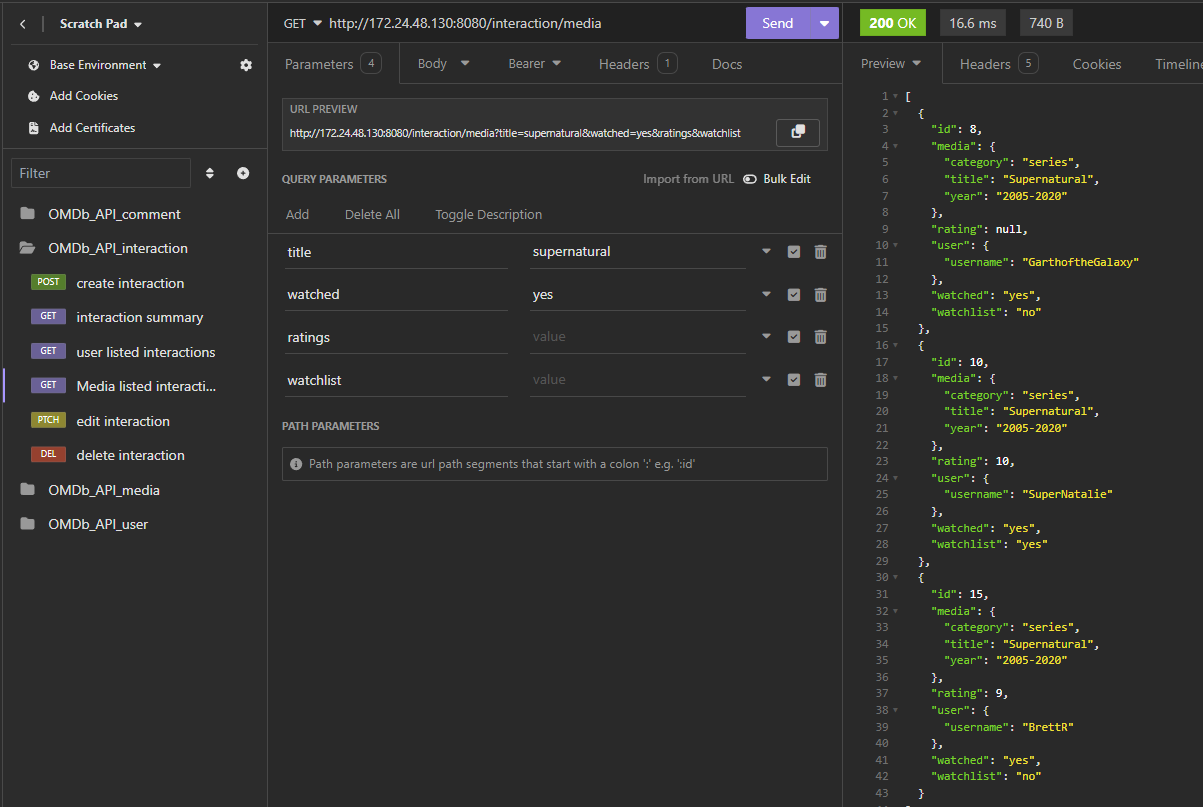 Scratch Pad
Base Environment
Add Cookies
Add Certificates
Filter
OMDb_API_comment
OMDb_API_interaction
POST create interaction
GET interaction summary
GET user listed interactions
GET Media listed interacti...
PTCH edit interaction
DEL delete interaction
OMDb_API_media
OMDb_API_user
GET http://172.24.48.130:8080/interaction/media Send
Parameters 4 Body Bearer Headers 1 Docs
URL PREVIEW
http://172.24.48.130:8080/interaction/media?title=supernatural&watched=yes&ratings&watchlist
QUERY PARAMETERS Import from URL Bulk Edit
Add Delete All Toggle Description
title supernatural
watched yes
ratings value
watchlist value
PATH PARAMETERS
Path parameters are url path segments that start with a colon ':' e.g. ':id'
200 OK 16.6 ms 740 B
Preview Headers 5 Cookies Timeline
1 [
2 {
3 "id": 8,
4 "media": {
5 "category": "series",
6 "title": "Supernatural",
7 "year": "2005-2020"
8 },
9 "rating": null,
10 "user": {
11 "username": "GarthoftheGalaxy"
12 },
13 "watched": "yes",
14 "watchlist": "no"
15 },
16 {
17 "id": 10,
18 "media": {
19 "category": "series",
20 "title": "Supernatural",
21 "year": "2005-2020"
22 },
23 "rating": 10,
24 "user": {
25 "username": "SuperNatalie"
26 },
27 "watched": "yes",
28 "watchlist": "yes"
29 },
30 {
31 "id": 15,
32 "media": {
33 "category": "series",
34 "title": "Supernatural",
35 "year": "2005-2020"
36 },
37 "rating": 9,
38 "user": {
39 "username": "BrettR"
40 },
41 "watched": "yes",
42 "watchlist": "no"
43 }